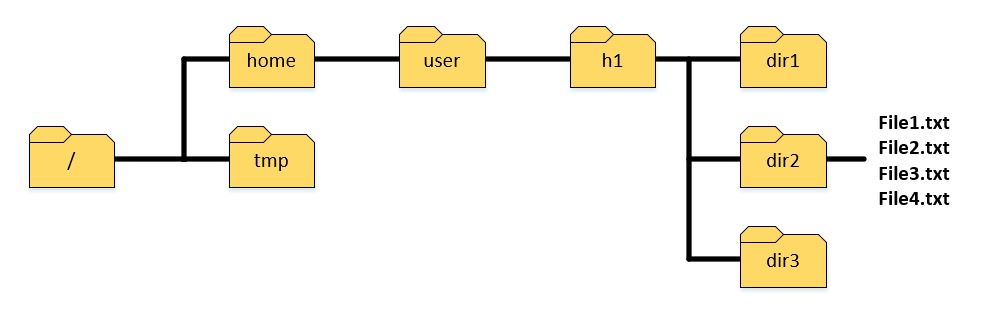 home
user
h1
dir1
/
tmp
dir2
File1.txt
File2.txt
File3.txt
File4.txt
dir3